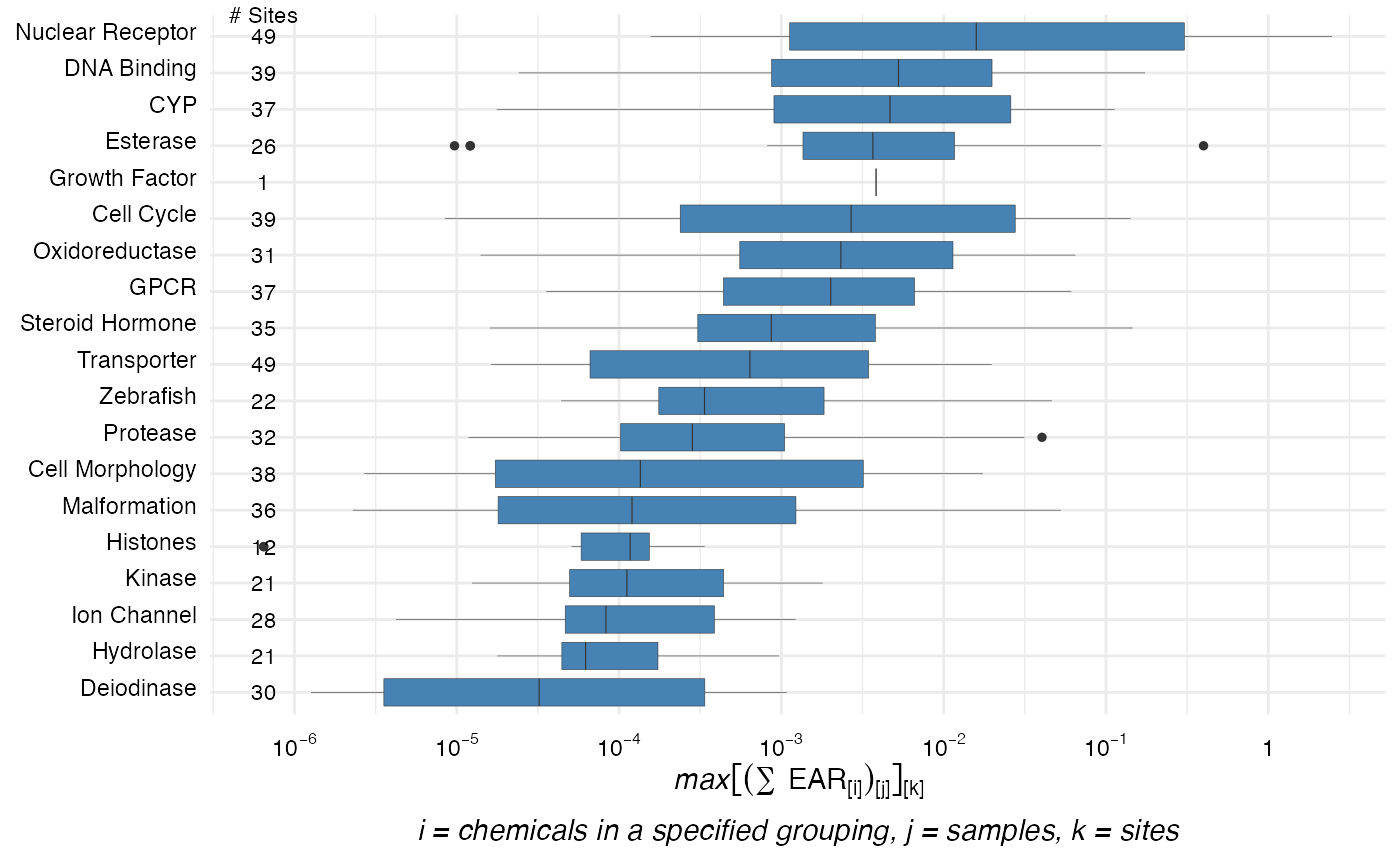 # Sites
Nuclear Receptor 49
DNA Binding 39
CYP 37
Esterase 26
Growth Factor 1
Cell Cycle 39
Oxidoreductase 31
GPCR 37
Steroid Hormone 35
Transporter 49
Zebrafish 22
Protease 32
Cell Morphology 38
Malformation 36
Histones 12
Kinase 21
Ion Channel 28
Hydrolase 21
Deiodinase 30
10⁻⁶ 10⁻⁵ 10⁻⁴ 10⁻³ 10⁻² 10⁻¹ 1
max[(∑ EAR[i])[j]][k]
i = chemicals in a specified grouping, j = samples, k = sites